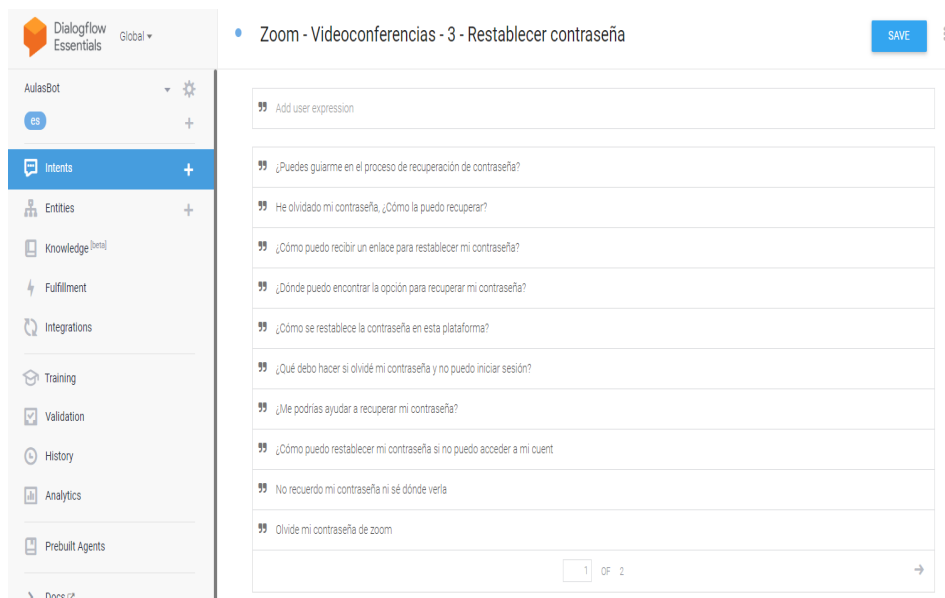 Dialogflow
Essentials
Global
Zoom - Videoconferencias - 3 - Restablecer contraseña
SAVE
AulasBot
es
Intents
Entities
Knowledge [beta]
Fulfillment
Integrations
Training
Validation
History
Analytics
Prebuilt Agents
Docs
Add user expression
¿Puedes guiarme en el proceso de recuperación de contraseña?
He olvidado mi contraseña, ¿Cómo la puedo recuperar?
¿Cómo puedo recibir un enlace para restablecer mi contraseña?
¿Dónde puedo encontrar la opción para recuperar mi contraseña?
¿Cómo se restablece la contraseña en esta plataforma?
¿Qué debo hacer si olvidé mi contraseña y no puedo iniciar sesión?
¿Me podrías ayudar a recuperar mi contraseña?
¿Cómo puedo restablecer mi contraseña si no puedo acceder a mi cuent
No recuerdo mi contraseña ni sé dónde verla
Olvide mi contraseña de zoom
1 OF 2